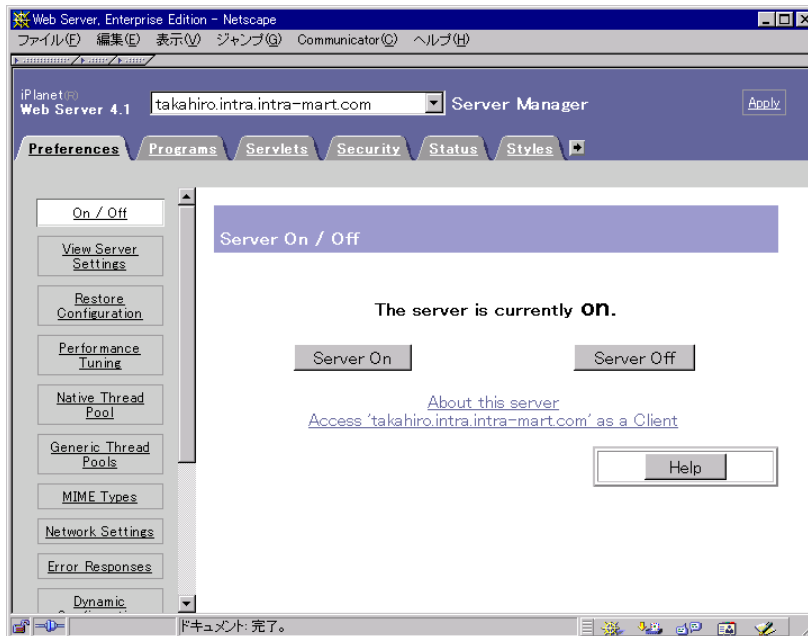 Web Server, Enterprise Edition - Netscape
ファイル(F) 編集(E) 表示(V) ジャンプ(G) Communicator(C) ヘルプ(H)
iPlanet(R)
Web Server 4.1
takahiro.intra.intra-mart.com
Server Manager
Apply
Preferences Programs Servlets Security Status Styles
On / Off
View Server
Settings
Restore
Configuration
Performance
Tuning
Native Thread
Pool
Generic Thread
Pools
MIME Types
Network Settings
Error Responses
Dynamic
Server On / Off
The server is currently on.
Server On
Server Off
About this server
Access 'takahiro.intra.intra-mart.com' as a Client
Help
ドキュメント: 完了。